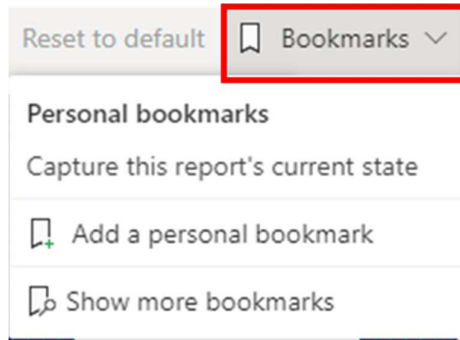 Reset to default Bookmarks
Personal bookmarks
Capture this report's current state
Add a personal bookmark
Show more bookmarks